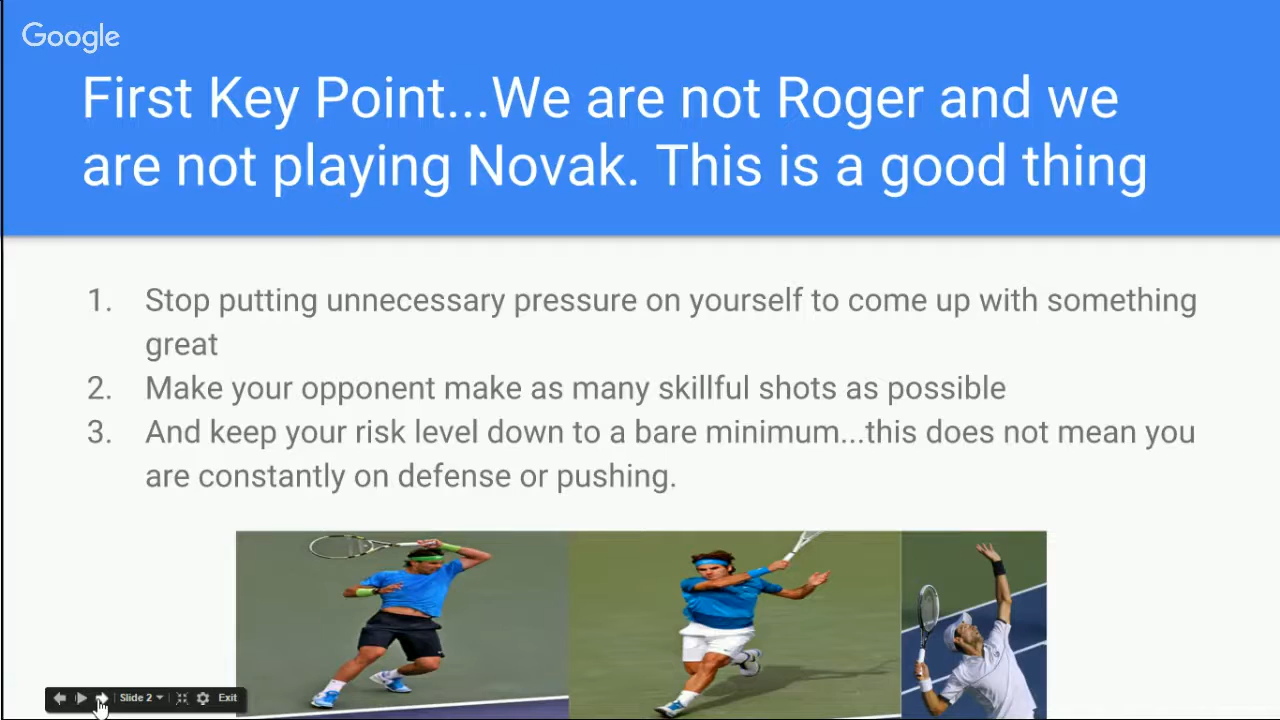 Google
First Key Point...We are not Roger and we
are not playing Novak. This is a good thing
1. Stop putting unnecessary pressure on yourself to come up with something
great
2. Make your opponent make as many skillful shots as possible
3. And keep your risk level down to a bare minimum...this does not mean you
are constantly on defense or pushing.
Slide 2 Exit